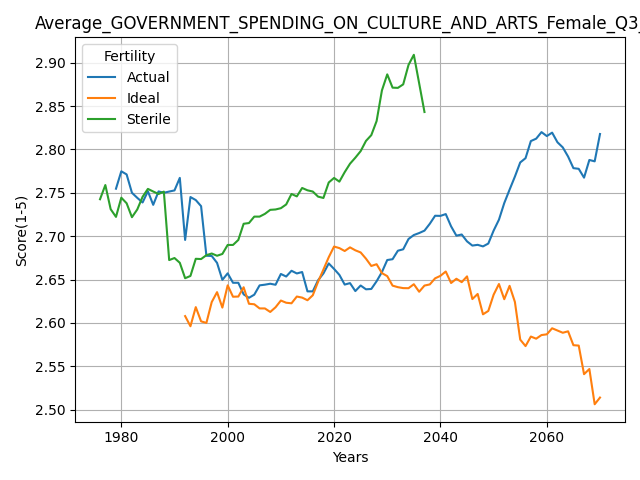 Average_GOVERNMENT_SPENDING_ON_CULTURE_AND_ARTS_Female_Q3_
Fertility
Actual
Ideal
Sterile
Score(1-5)
2.90
2.85
2.80
2.75
2.70
2.65
2.60
2.55
2.50
1980 2000 2020 2040 2060
Years